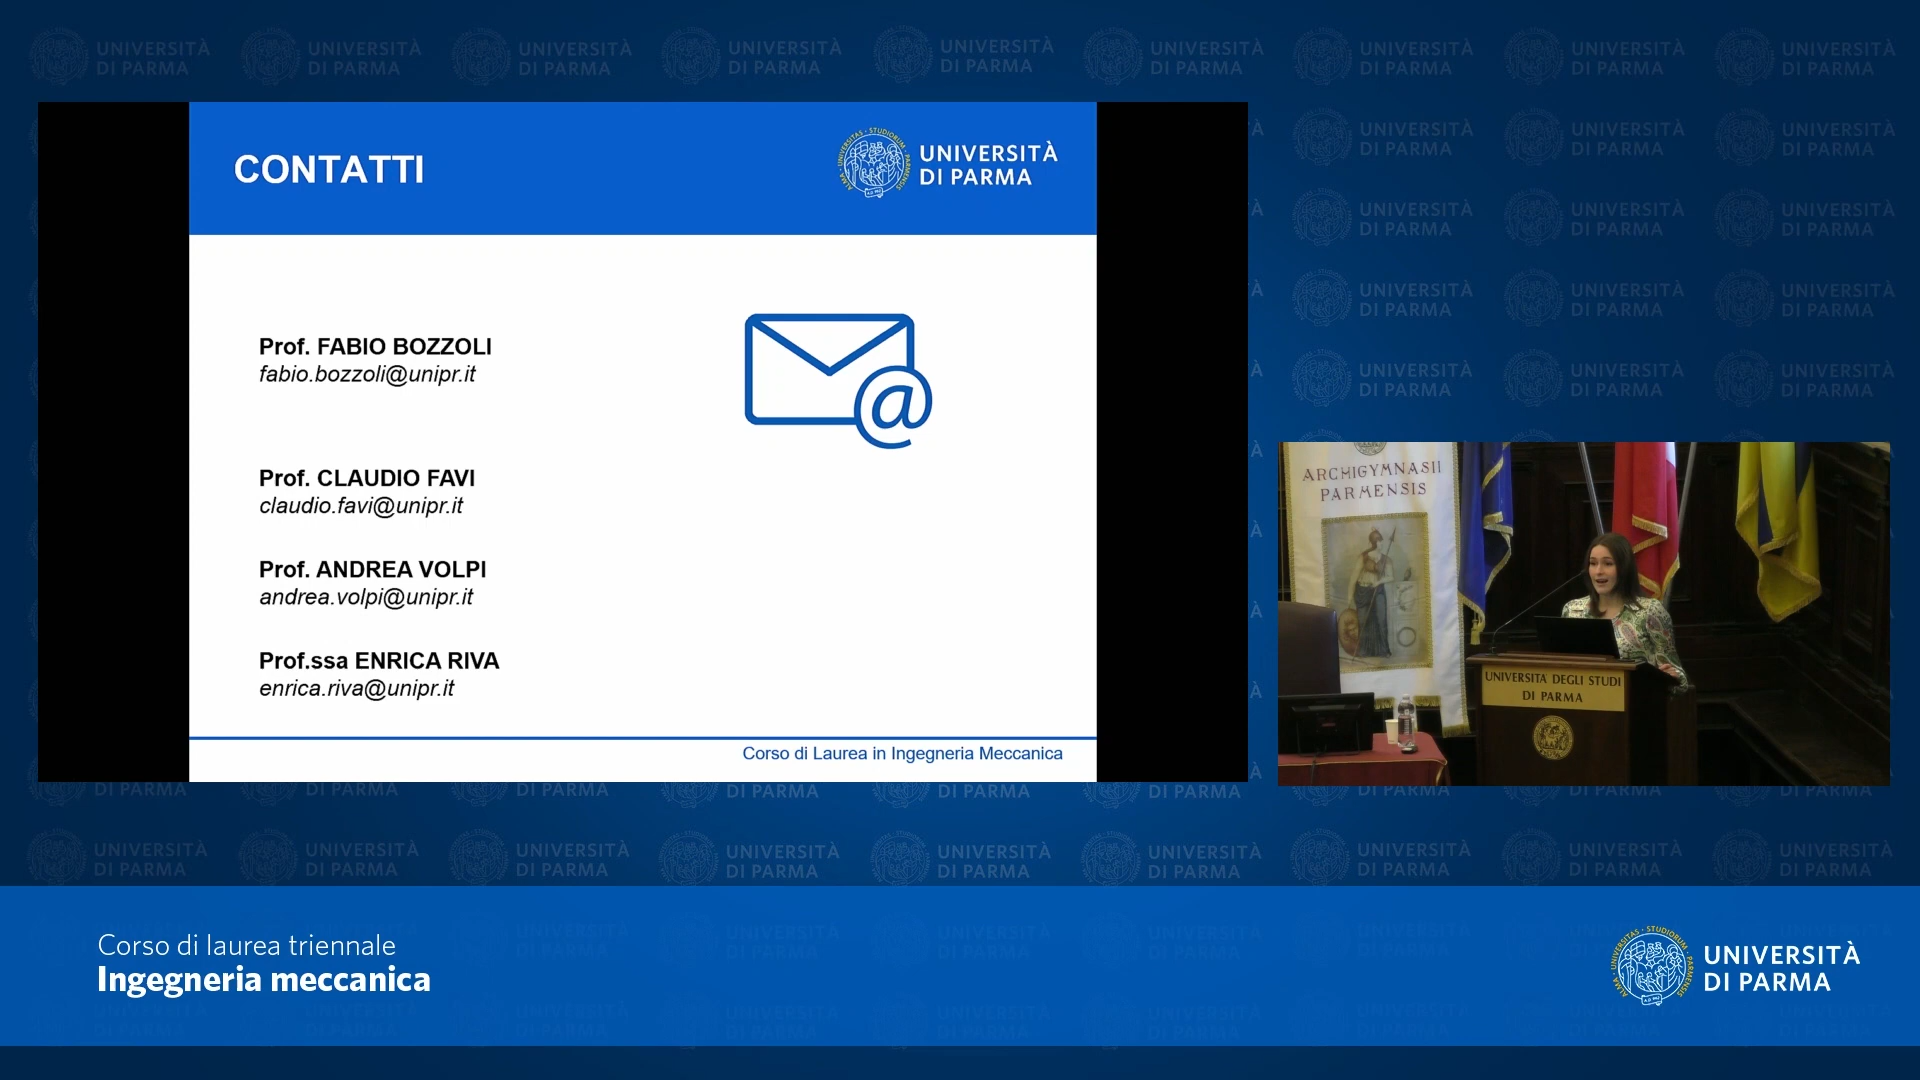 CONTATTI
UNIVERSITÀ
DI PARMA
Prof. FABIO BOZZOLI
fabio.bozzoli@unipr.it
Prof. CLAUDIO FAVI
claudio.favi@unipr.it
Prof. ANDREA VOLPI
andrea.volpi@unipr.it
Prof.ssa ENRICA RIVA
enrica.riva@unipr.it
Corso di Laurea in Ingegneria Meccanica
ARCHIGYMNASII
PARMENSIS
UNIVERSITA DEGLI STUDI
DI PARMA
Corso di laurea triennale
Ingegneria meccanica
UNIVERSITÀ
DI PARMA